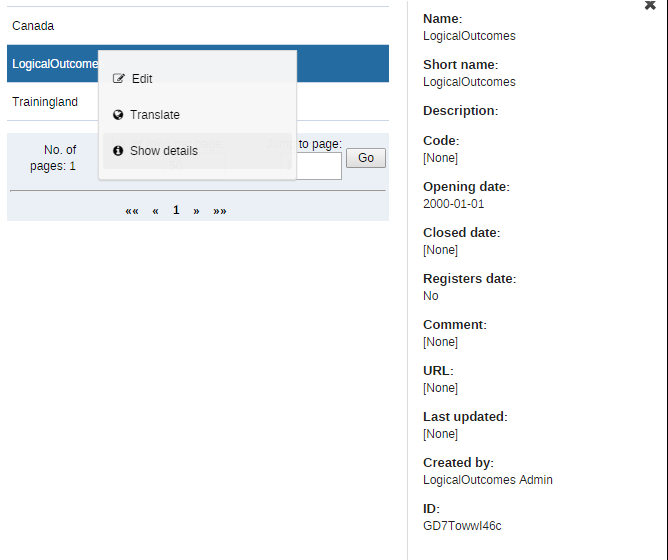 Canada
LogicalOutcome
Trainingland
Edit
Translate
Show details
No. of
pages: 1
to page:
Go
«« « 1 » »»
Name:
LogicalOutcomes
Short name:
LogicalOutcomes
Description:
Code:
[None]
Opening date:
2000-01-01
Closed date:
[None]
Registers date:
No
Comment:
[None]
URL:
[None]
Last updated:
[None]
Created by:
LogicalOutcomes Admin
ID:
GD7TowwI46c